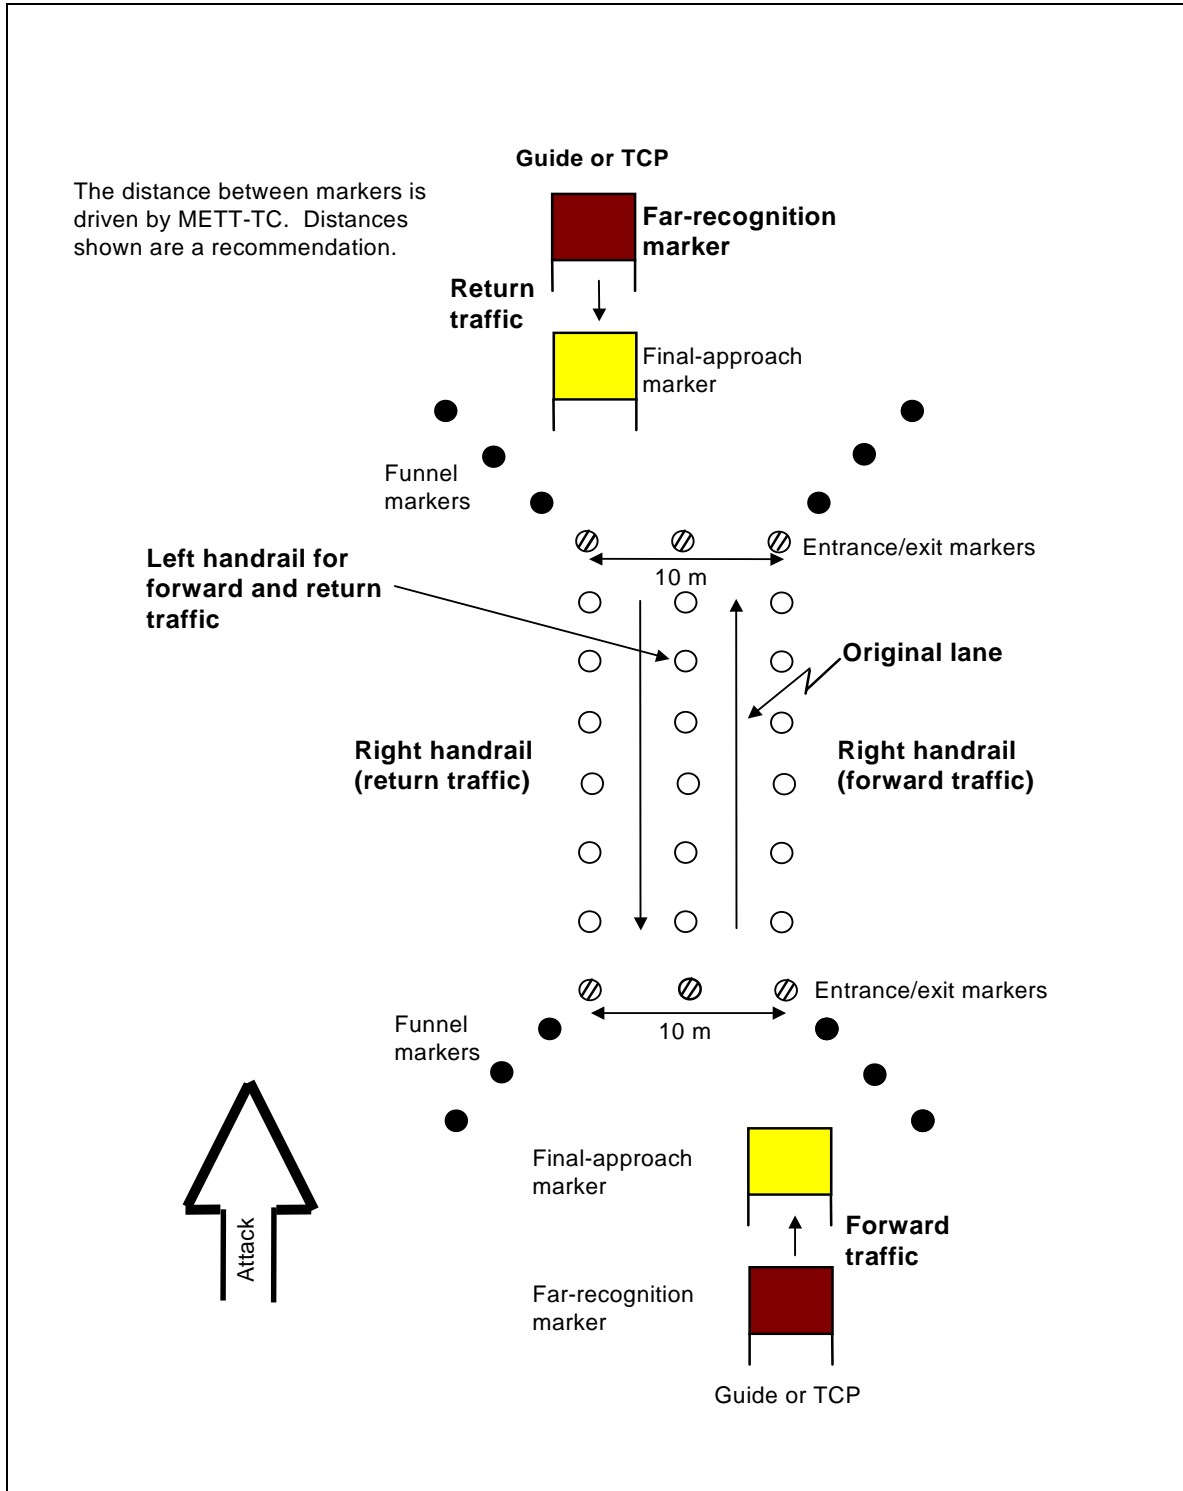 Guide or TCP
The distance between markers is
driven by METT-TC.  Distances
shown are a recommendation.
Far-recognition
marker
Return
traffic
Final-approach
marker
Funnel
markers
Entrance/exit markers
10 m
Left handrail for
forward and return
traffic
Original lane
Right handrail
(return traffic)
Right handrail
(forward traffic)
Entrance/exit markers
10 m
Funnel
markers
Attack
Final-approach
marker
Forward
traffic
Far-recognition
marker
Guide or TCP